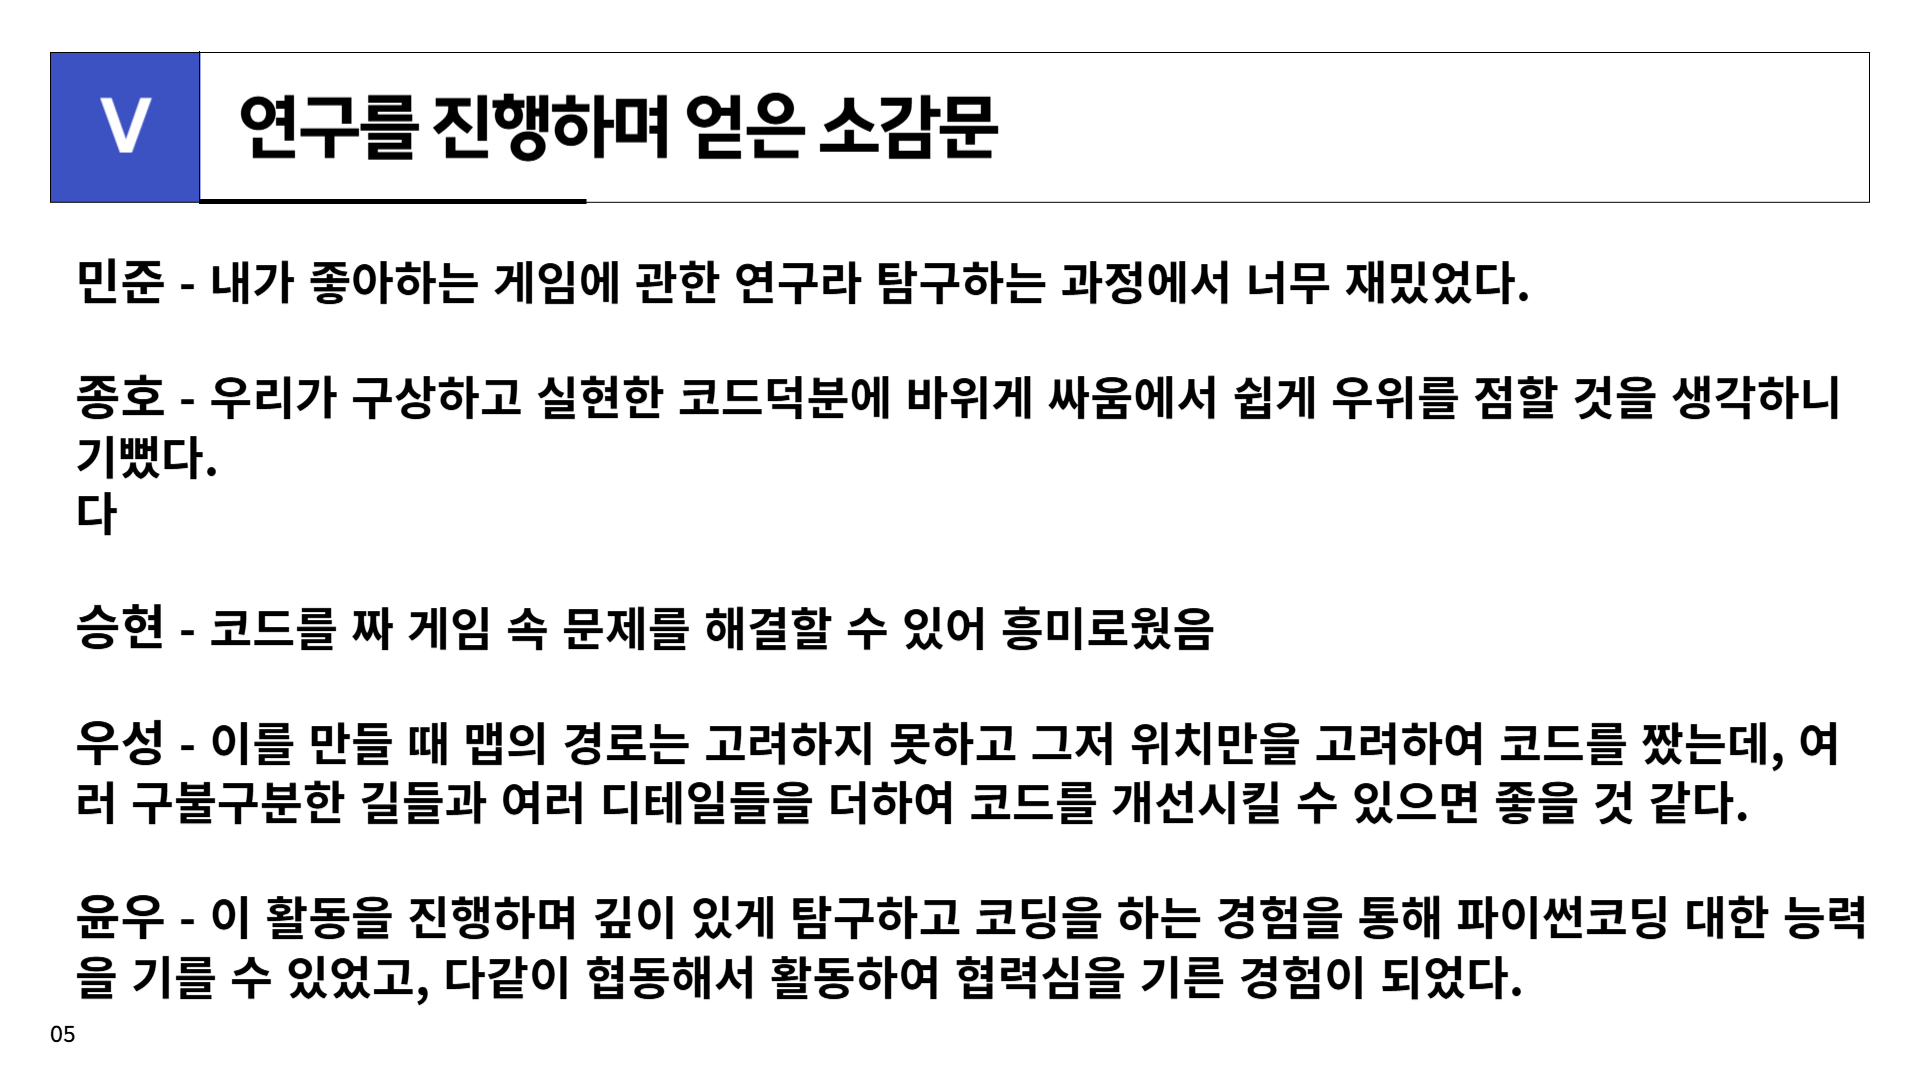 V
연구를 진행하며 얻은 소감문
민준 - 내가 좋아하는 게임에 관한 연구라 탐구하는 과정에서 너무 재밌었다.
종호 - 우리가 구상하고 실현한 코드덕분에 바위게 싸움에서 쉽게 우위를 점할 것을 생각하니
기뻤다.
다
승현 - 코드를 짜 게임 속 문제를 해결할 수 있어 흥미로웠음
우성 - 이를 만들 때 맵의 경로는 고려하지 못하고 그저 위치만을 고려하여 코드를 짰는데, 여
러 구불구분한 길들과 여러 디테일들을 더하여 코드를 개선시킬 수 있으면 좋을 것 같다.
윤우 - 이 활동을 진행하며 깊이 있게 탐구하고 코딩을 하는 경험을 통해 파이썬코딩 대한 능력
을 기를 수 있었고, 다같이 협동해서 활동하여 협력심을 기른 경험이 되었다.
05